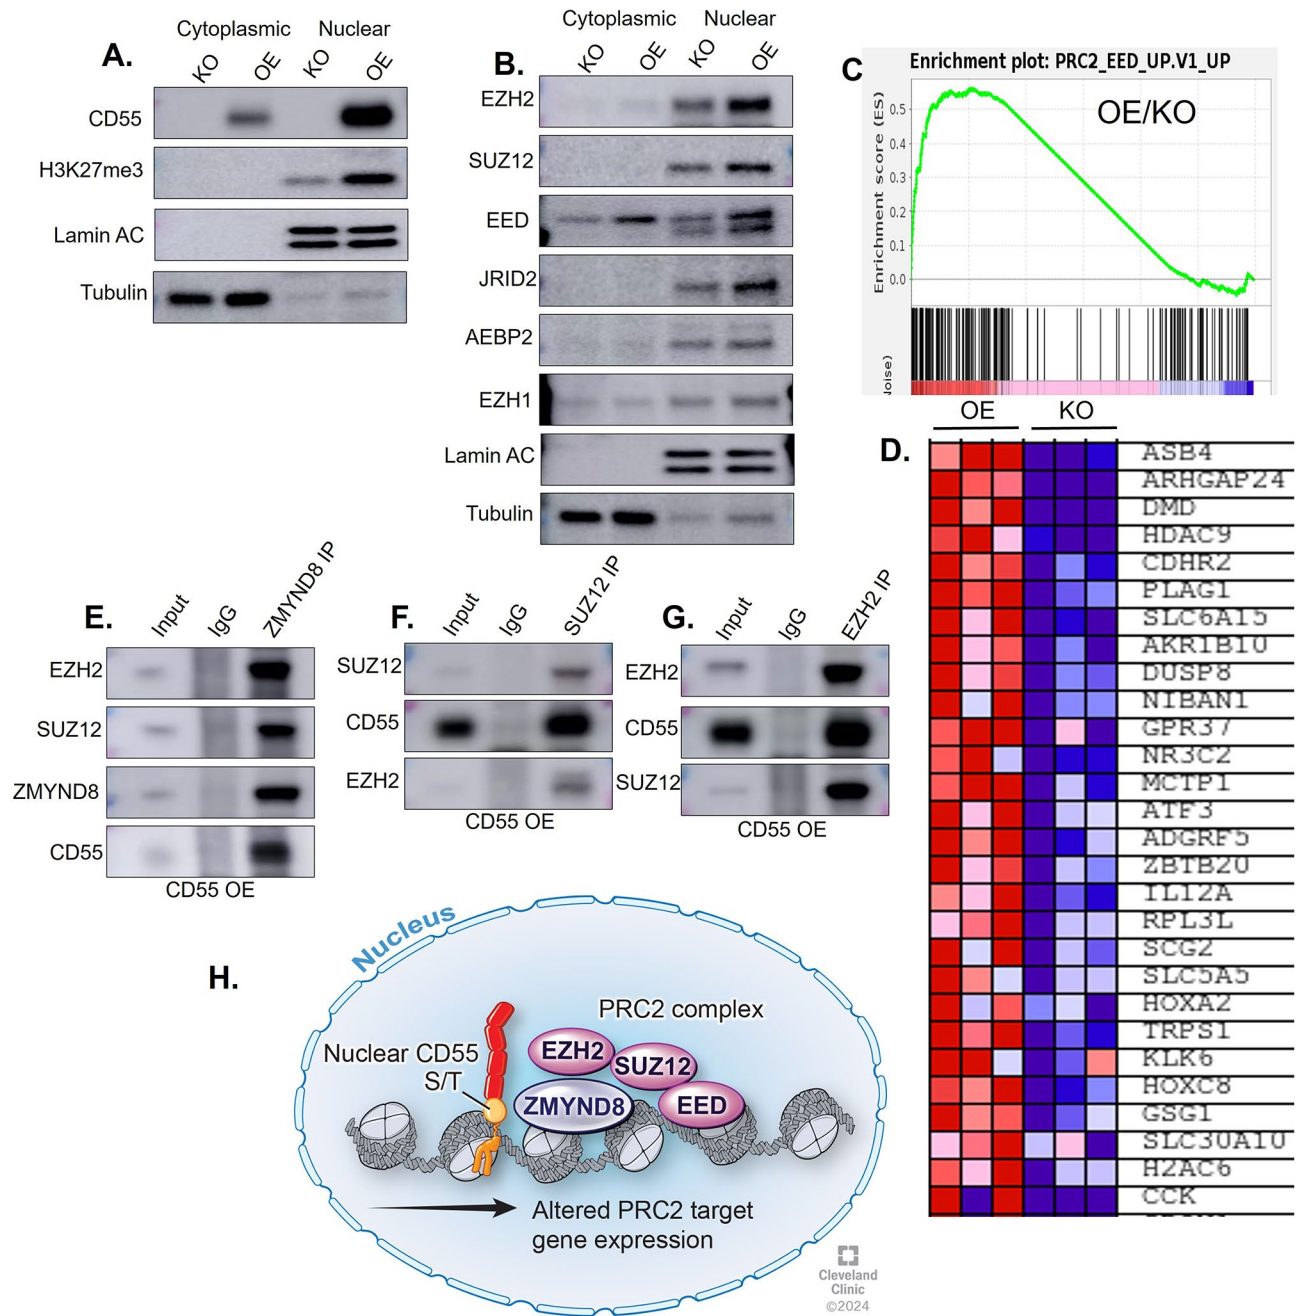 A.
Cytoplasmic Nuclear
KO OE KO OE
CD55
H3K27me3
Lamin AC
Tubulin
B.
Cytoplasmic Nuclear
KO OE KO OE
EZH2
SUZ12
EED
JRID2
AEBP2
EZH1
Lamin AC
Tubulin
C
Enrichment plot: PRC2_EED_UP.V1_UP
OE/KO
Enrichment score (ES)
0.5
0.4
0.3
0.2
0.1
0.0
Noise)
D.
OE KO
ASB4
ARHGAP24
DMD
HDAC9
CDHR2
PLAG1
SLC6A15
AKR1B10
DUSP8
NIBAN1
GPR37
NR3C2
MCTP1
ATF3
ADGRF5
ZBTB20
IL12A
RPL3L
SCG2
SLC5A5
HOXA2
TRPS1
KLK6
HOXC8
GSG1
SLC30A10
H2AC6
CCK
E.
Input IgG ZMYND8 IP
EZH2
SUZ12
ZMYND8
CD55
CD55 OE
F.
Input IgG SUZ12 IP
SUZ12
CD55
EZH2
CD55 OE
G.
Input IgG EZH2 IP
EZH2
CD55
SUZ12
CD55 OE
H.
Nucleus
PRC2 complex
Nuclear CD55
S/T
EZH2
SUZ12
ZMYND8
EED
Altered PRC2 target
gene expression
Cleveland
Clinic
©2024